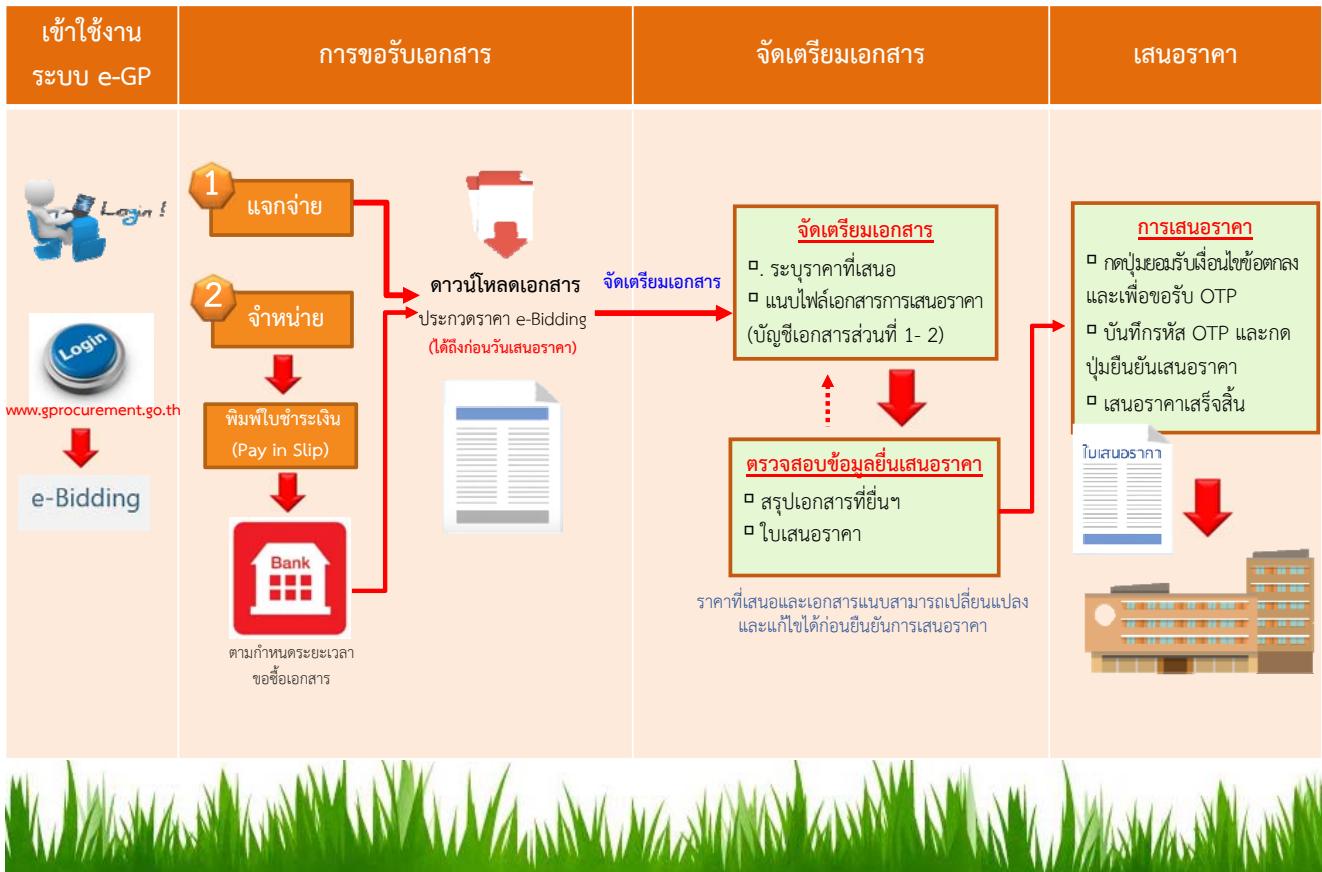 เข้าใช้งาน
ระบบ e-GP
การขอรับเอกสาร
จัดเตรียมเอกสาร
เสนอราคา
Login !
Login
www.gprocurement.go.th
e-Bidding
1
แจกจ่าย
2
จำหน่าย
พิมพ์ใบชำระเงิน
(Pay in Slip)
Bank
ตามกำหนดระยะเวลา
ขอซื้อเอกสาร
ดาวน์โหลดเอกสาร
ประกวดราคา e-Bidding
(ได้ถึงก่อนวันเสนอราคา)
จัดเตรียมเอกสาร
จัดเตรียมเอกสาร
. ระบุราคาที่เสนอ
แนบไฟล์เอกสารการเสนอราคา
(บัญชีเอกสารส่วนที่ 1- 2)
ตรวจสอบข้อมูลยื่นเสนอราคา
สรุปเอกสารที่ยื่นฯ
ใบเสนอราคา
ราคาที่เสนอและเอกสารแนบสามารถเปลี่ยนแปลง
และแก้ไขได้ก่อนยืนยันการเสนอราคา
การเสนอราคา
กดปุ่มยอมรับเงื่อนไขข้อตกลง
และเพื่อขอรับ OTP
บันทึกรหัส OTP และกด
ปุ่มยืนยันเสนอราคา
เสนอราคาเสร็จสิ้น
ใบเสนอราคา